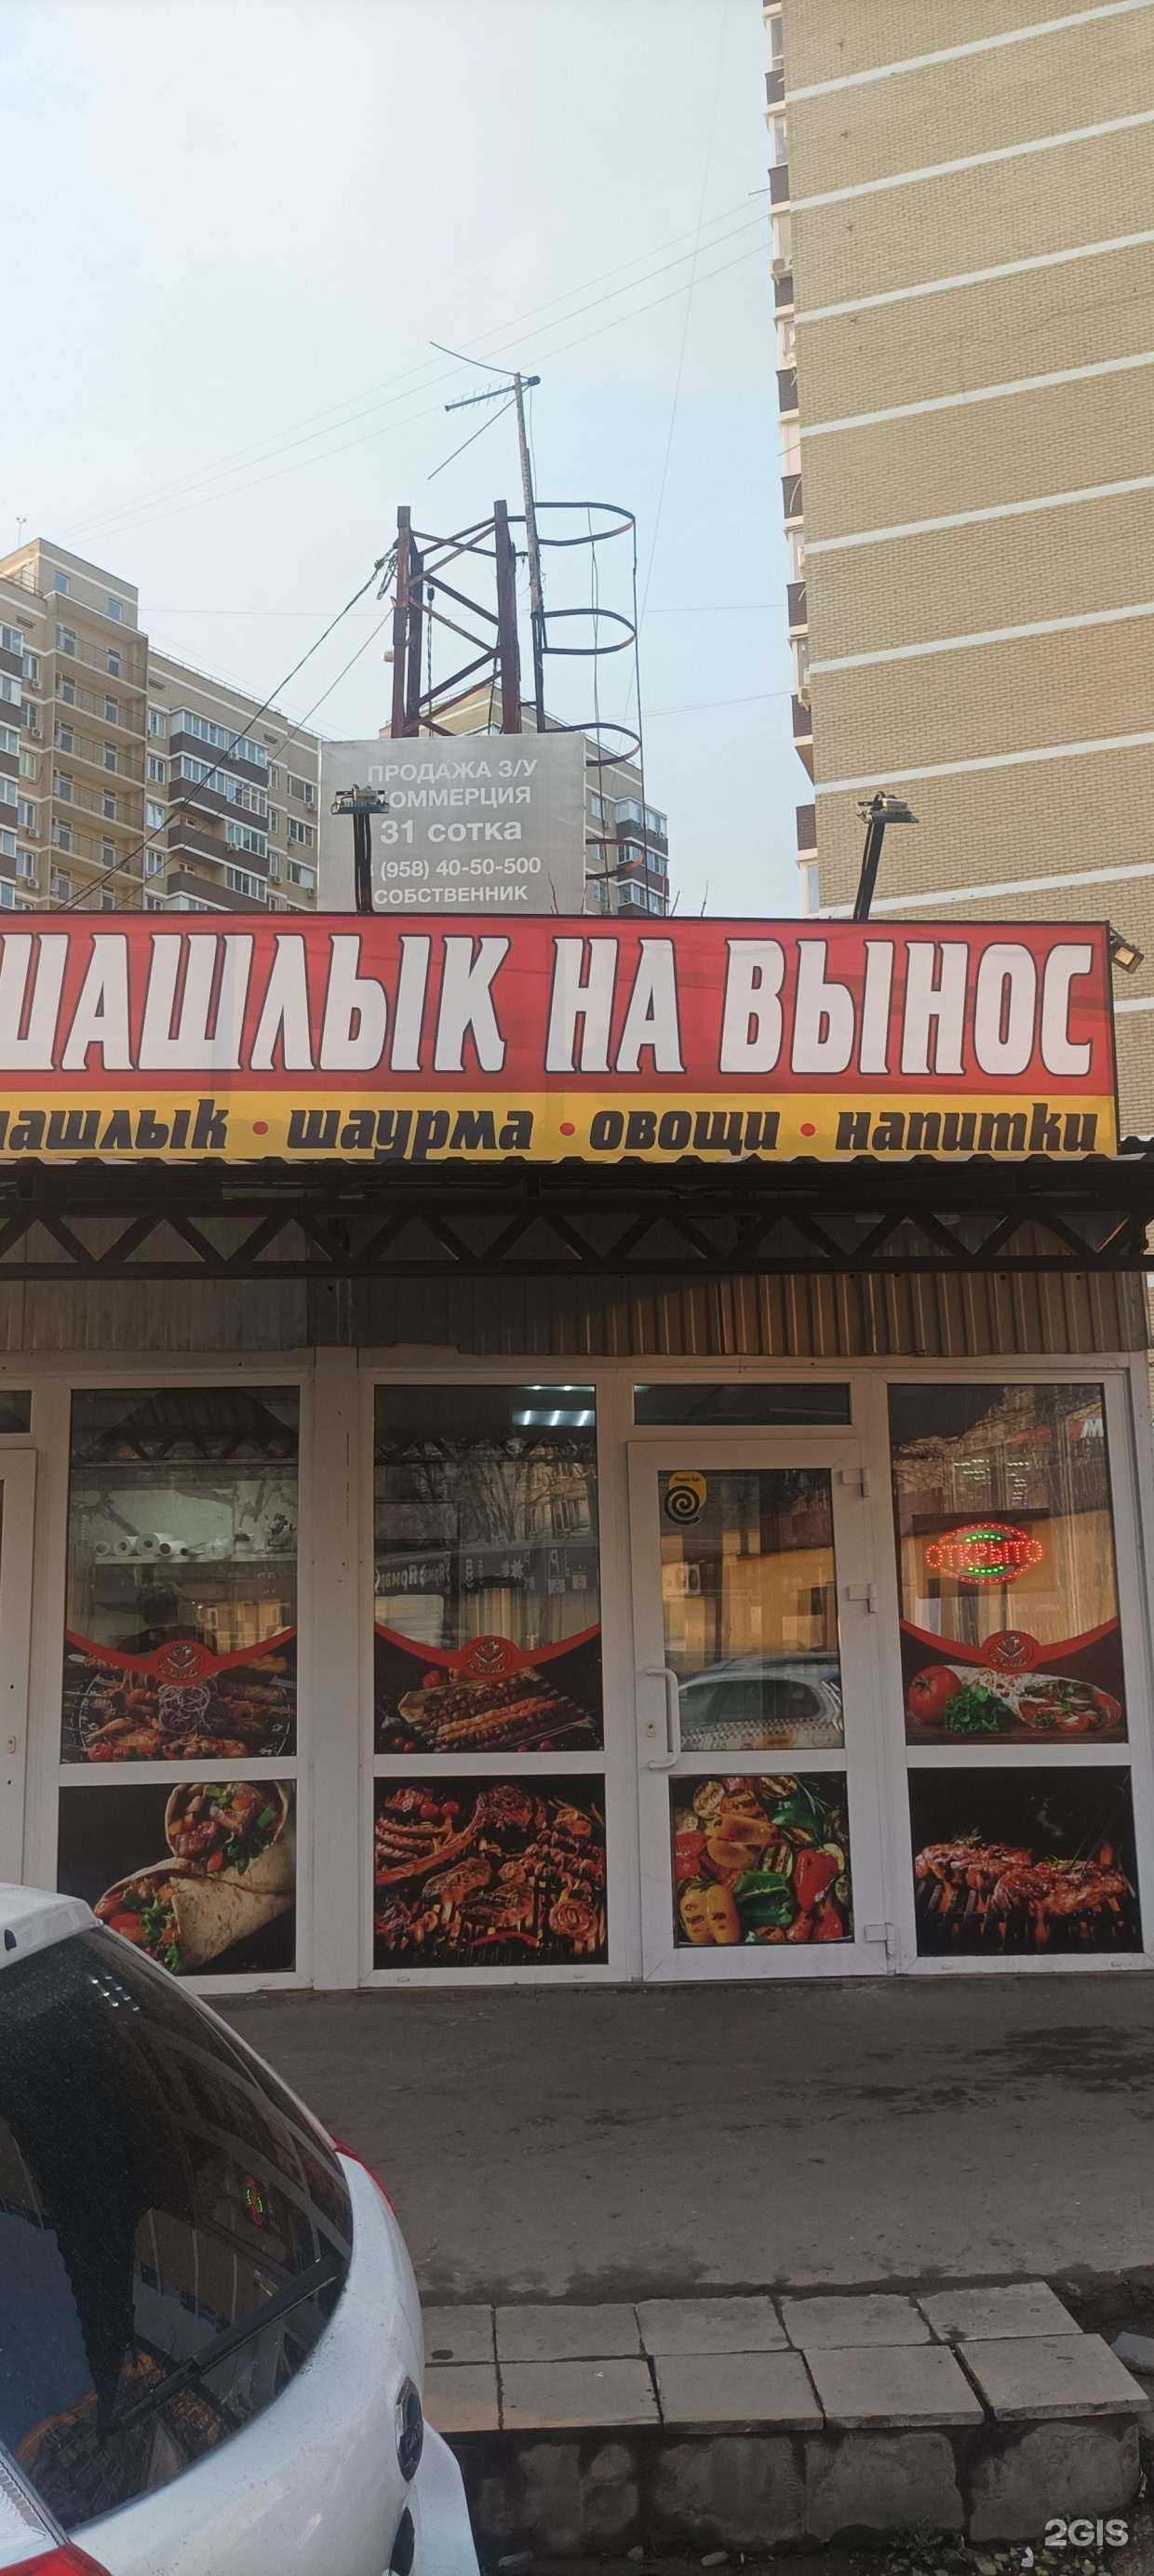 ПРОДАЖА З/У
КОММЕРЦИЯ
31 сотка
(958) 40-50-500
СОБСТВЕННИК
ШАШЛЫК НА ВЫНОС
шашлык • шаурма • овощи • напитки
ОТКРЫТО
2GIS